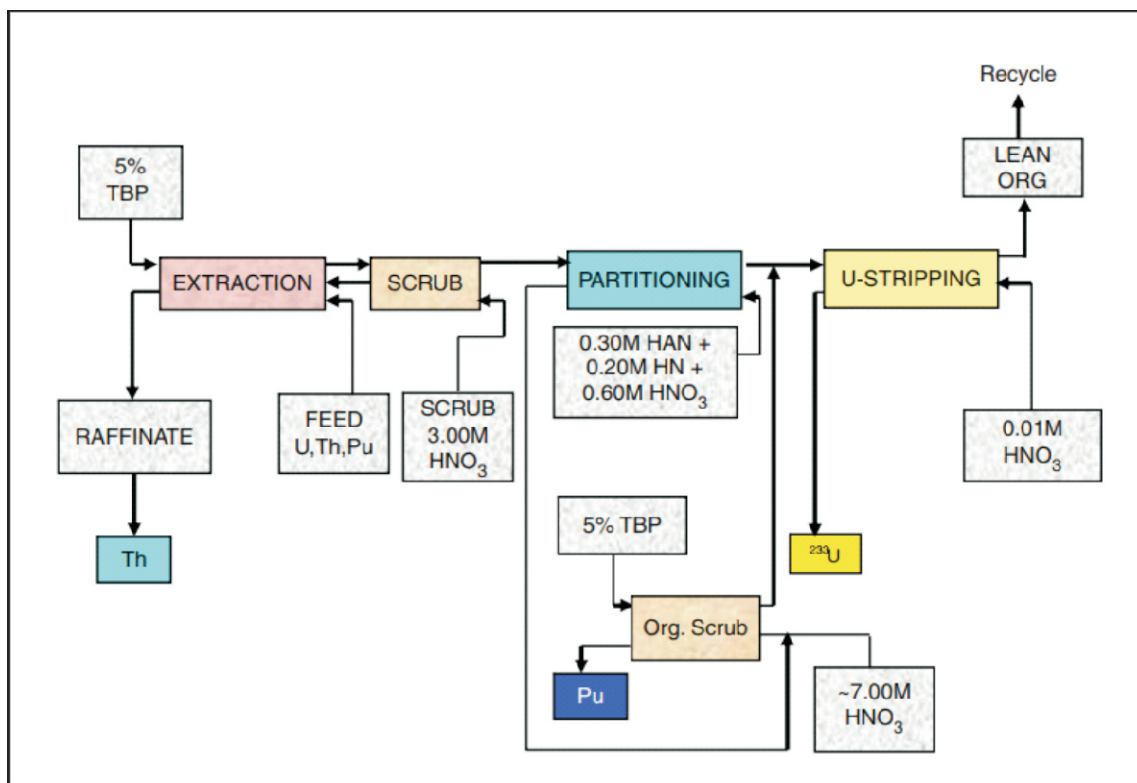 Recycle
LEAN
ORG
5%
TBP
EXTRACTION
SCRUB
PARTITIONING
U-STRIPPING
0.30M HAN +
0.20M HN +
0.60M HNO₃
RAFFINATE
FEED
U,Th,Pu
SCRUB
3.00M
HNO₃
0.01M
HNO₃
5% TBP
Th
²³³U
Org. Scrub
Pu
~7.00M
HNO₃